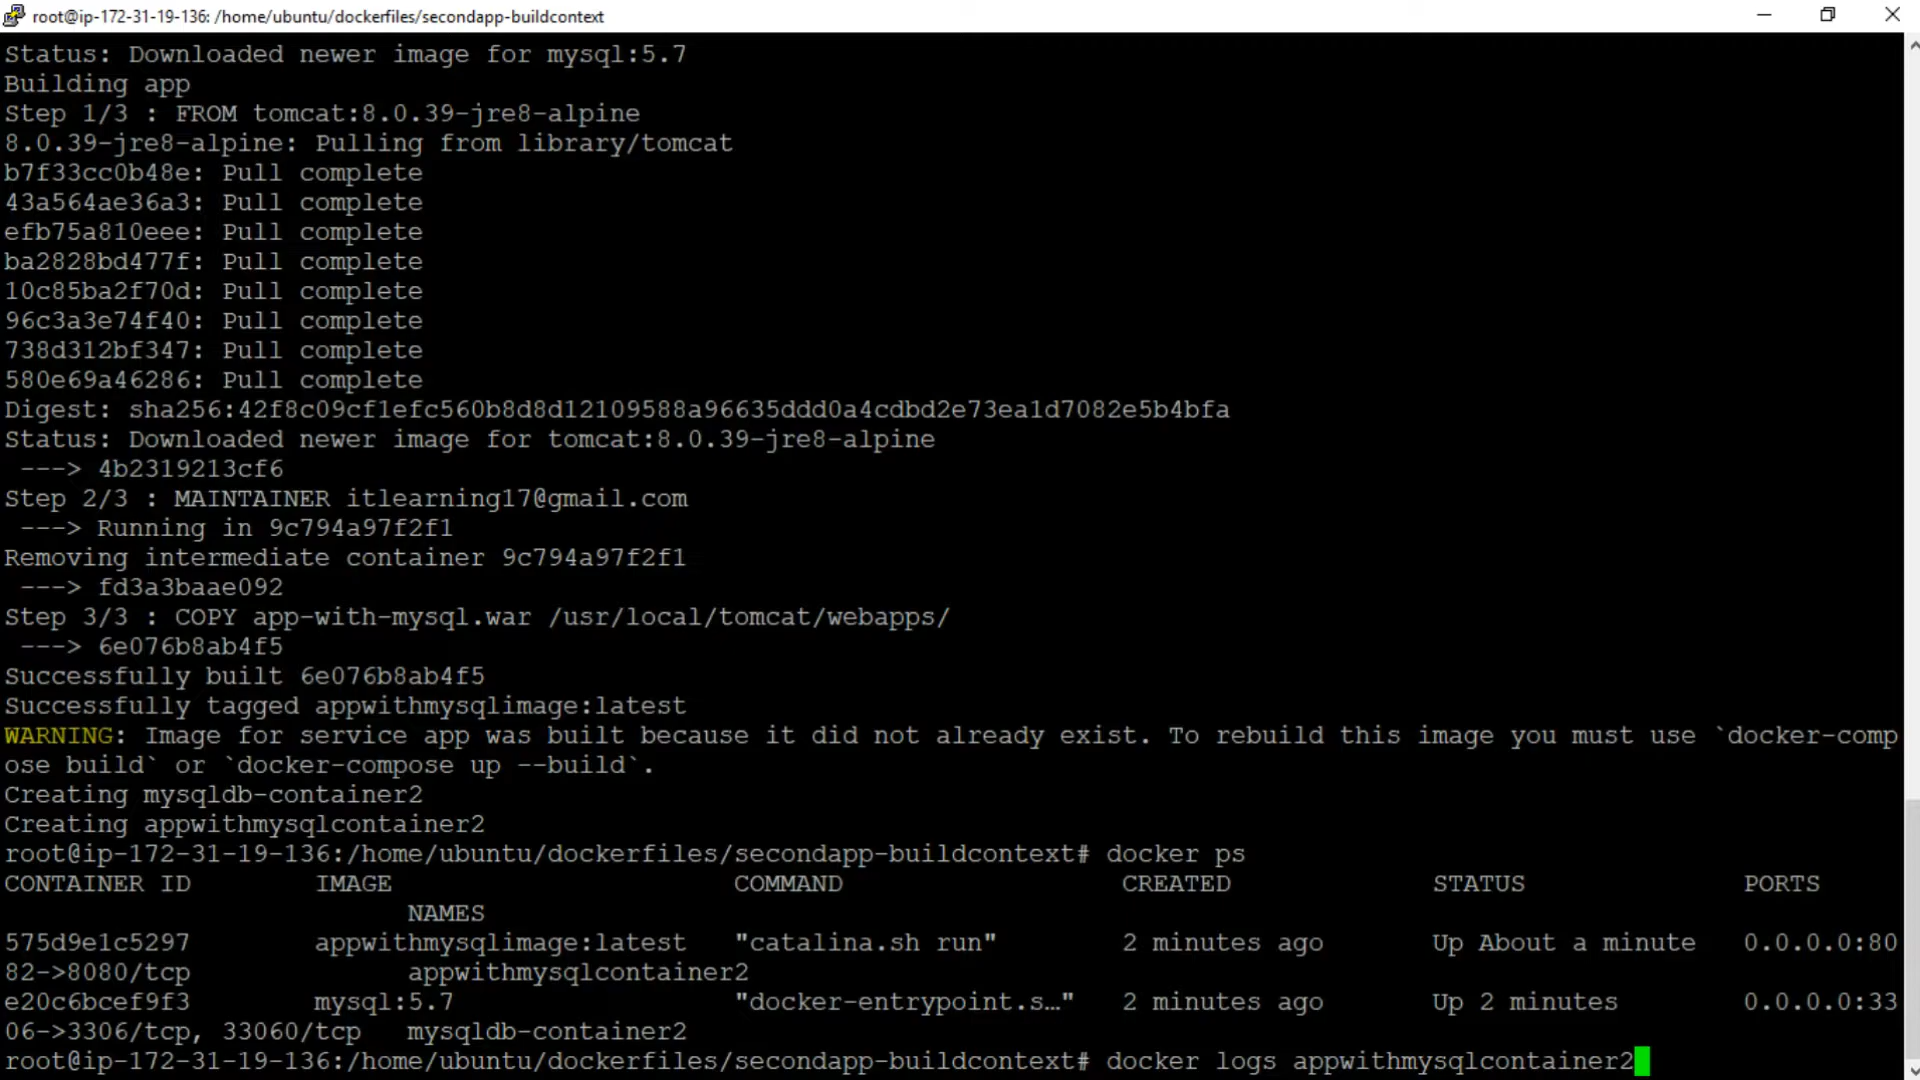 root@ip-172-31-19-136: /home/ubuntu/dockerfiles/secondapp-buildcontext
Status: Downloaded newer image for mysql:5.7
Building app
Step 1/3 : FROM tomcat:8.0.39-jre8-alpine
8.0.39-jre8-alpine: Pulling from library/tomcat
b7f33cc0b48e: Pull complete
43a564ae36a3: Pull complete
efb75a810eee: Pull complete
ba2828bd477f: Pull complete
10c85ba2f70d: Pull complete
96c3a3e74f40: Pull complete
738d312bf347: Pull complete
580e69a46286: Pull complete
Digest: sha256:42f8c09cf1efc560b8d8d12109588a96635ddd0a4cdbd2e73ea1d7082e5b4bfa
Status: Downloaded newer image for tomcat:8.0.39-jre8-alpine
 ---> 4b2319213cf6
Step 2/3 : MAINTAINER itlearning17@gmail.com
 ---> Running in 9c794a97f2f1
Removing intermediate container 9c794a97f2f1
 ---> fd3a3baae092
Step 3/3 : COPY app-with-mysql.war /usr/local/tomcat/webapps/
 ---> 6e076b8ab4f5
Successfully built 6e076b8ab4f5
Successfully tagged appwithmysqlimage:latest
WARNING: Image for service app was built because it did not already exist. To rebuild this image you must use `docker-comp
ose build` or `docker-compose up --build`.
Creating mysqldb-container2
Creating appwithmysqlcontainer2
root@ip-172-31-19-136:/home/ubuntu/dockerfiles/secondapp-buildcontext# docker ps
CONTAINER ID        IMAGE                      COMMAND                  CREATED             STATUS              PORTS
                          NAMES
575d9e1c5297        appwithmysqlimage:latest   "catalina.sh run"        2 minutes ago       Up About a minute   0.0.0.0:80
82->8080/tcp              appwithmysqlcontainer2
e20c6bcef9f3        mysql:5.7                  "docker-entrypoint.s…"   2 minutes ago       Up 2 minutes        0.0.0.0:33
06->3306/tcp, 33060/tcp   mysqldb-container2
root@ip-172-31-19-136:/home/ubuntu/dockerfiles/secondapp-buildcontext# docker logs appwithmysqlcontainer2